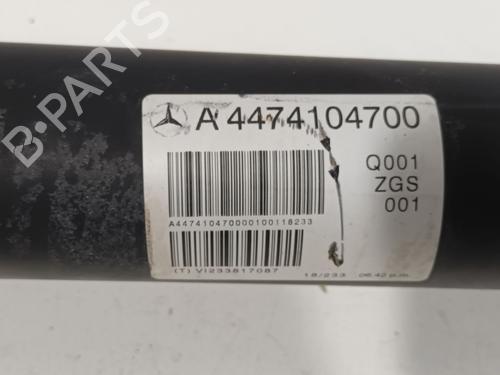 A 4474104700
Q001
ZGS
001
A447410470000100118233
(T) VI233817087
18/233 06.42 p.m.
B-PARTS